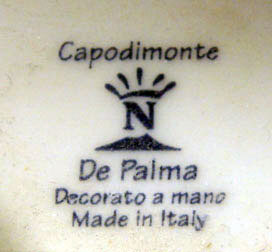 Capodimonte
N
De Palma
Decorato a mano
Made in Italy